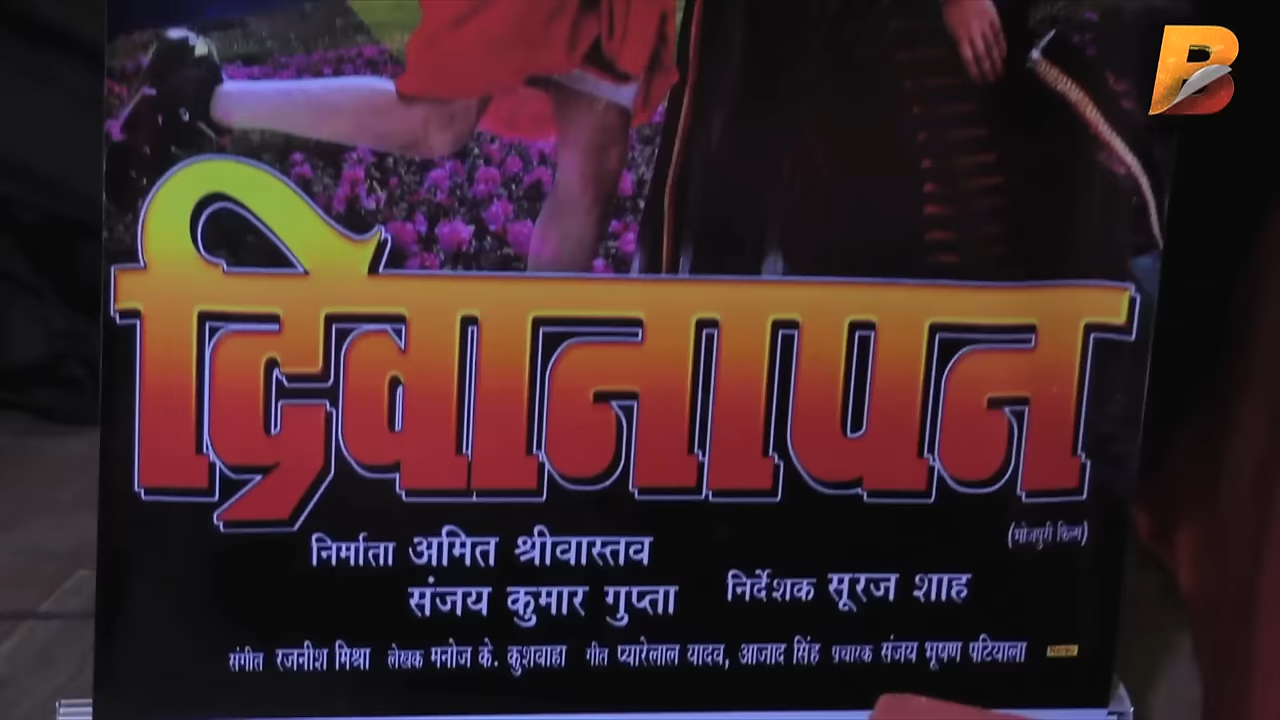 B
दिवानापन
(भोजपुरी फिल्म)
निर्माता अमित श्रीवास्तव
संजय कुमार गुप्ता
निर्देशक सूरज शाह
संगीत रजनीश मिश्रा लेखक मनोज के. कुशवाहा गीत प्यारेलाल यादव, आजाद सिंह प्रचारक संजय भूषण पटियाला